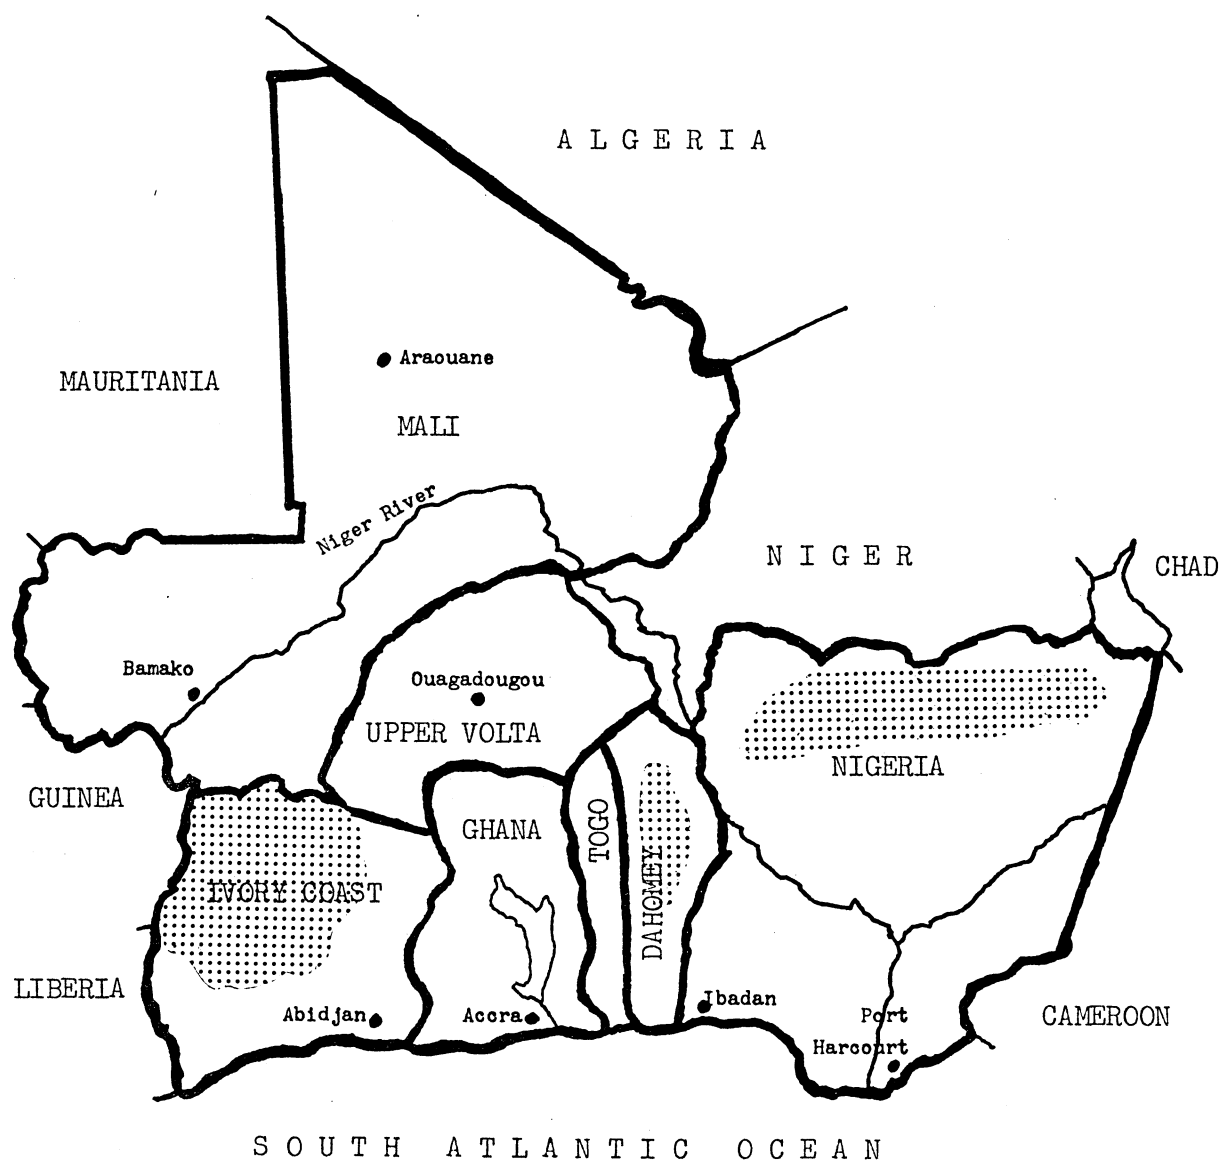 ALGERIA
Araouane
MAURITANIA
MALI
Niger River
NIGER
CHAD
Bamako
Ouagadougou
UPPER VOLTA
NIGERIA
GUINEA
GHANA
TOGO
DAHOMEY
IVORY COAST
LIBERIA
Abidjan
Accra
Ibadan
Port
Harcourt
CAMEROON
SOUTH ATLANTIC OCEAN